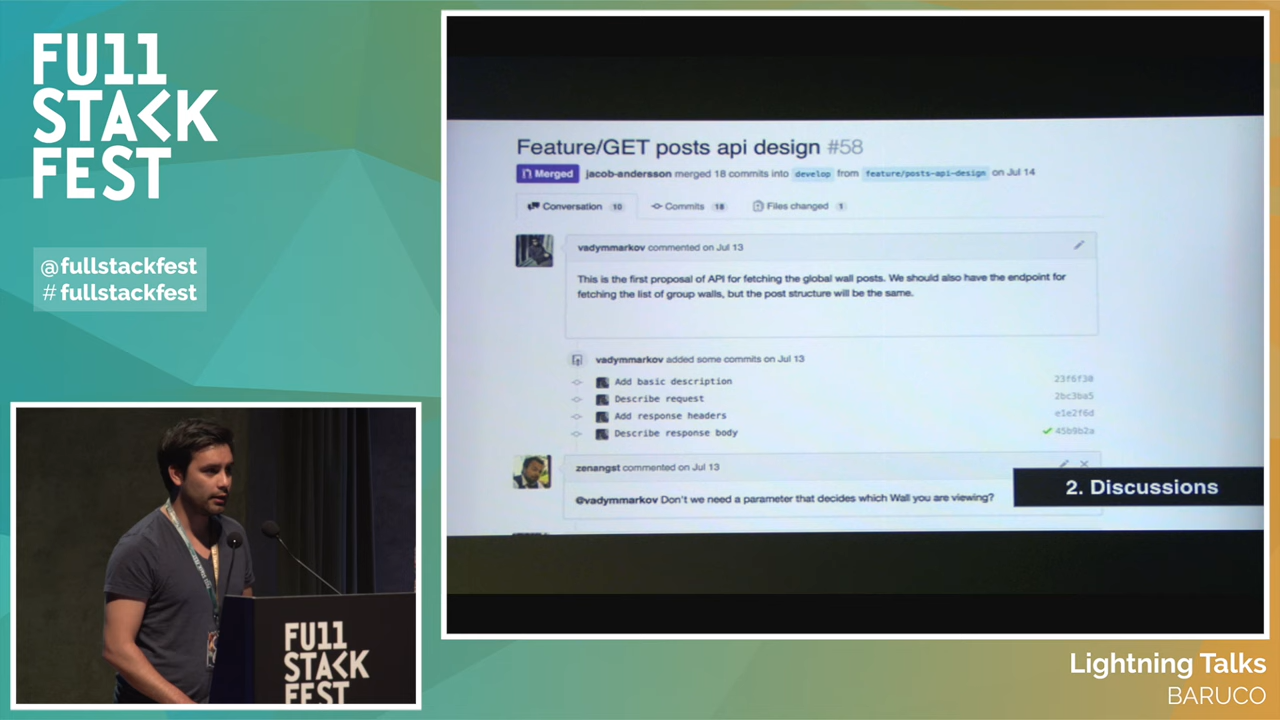 FU11
STACK
FEST
@fullstackfest
# fullstackfest
Feature/GET posts api design #58
Merged jacob-andersson merged 18 commits into develop from feature/posts-api-design on Jul 14
Conversation 10 Commits 18 Files changed 1
vadymmarkov commented on Jul 13
This is the first proposal of API for fetching the global wall posts. We should also have the endpoint for
fetching the list of group walls, but the post structure will be the same.
vadymmarkov added some commits on Jul 13
Add basic description 23f6f30
Describe request 2bc3ba5
Add response headers e1e2f6d
Describe response body 45b9b2a
zenangst commented on Jul 13
@vadymmarkov Don't we need a parameter that decides which Wall you are viewing?
2. Discussions
FU11
STACK
FEST
Lightning Talks
BARUCO